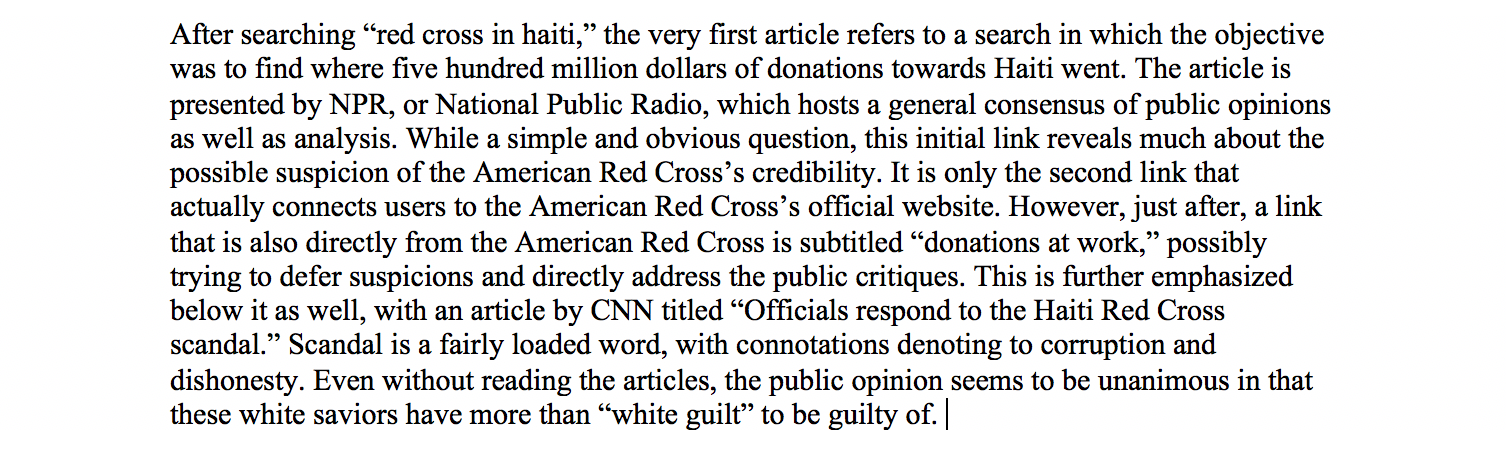 After searching “red cross in haiti,” the very first article refers to a search in which the objective
was to find where five hundred million dollars of donations towards Haiti went. The article is
presented by NPR, or National Public Radio, which hosts a general consensus of public opinions
as well as analysis. While a simple and obvious question, this initial link reveals much about the
possible suspicion of the American Red Cross’s credibility. It is only the second link that
actually connects users to the American Red Cross’s official website. However, just after, a link
that is also directly from the American Red Cross is subtitled “donations at work,” possibly
trying to defer suspicions and directly address the public critiques. This is further emphasized
below it as well, with an article by CNN titled “Officials respond to the Haiti Red Cross
scandal.” Scandal is a fairly loaded word, with connotations denoting to corruption and
dishonesty. Even without reading the articles, the public opinion seems to be unanimous in that
these white saviors have more than “white guilt” to be guilty of.